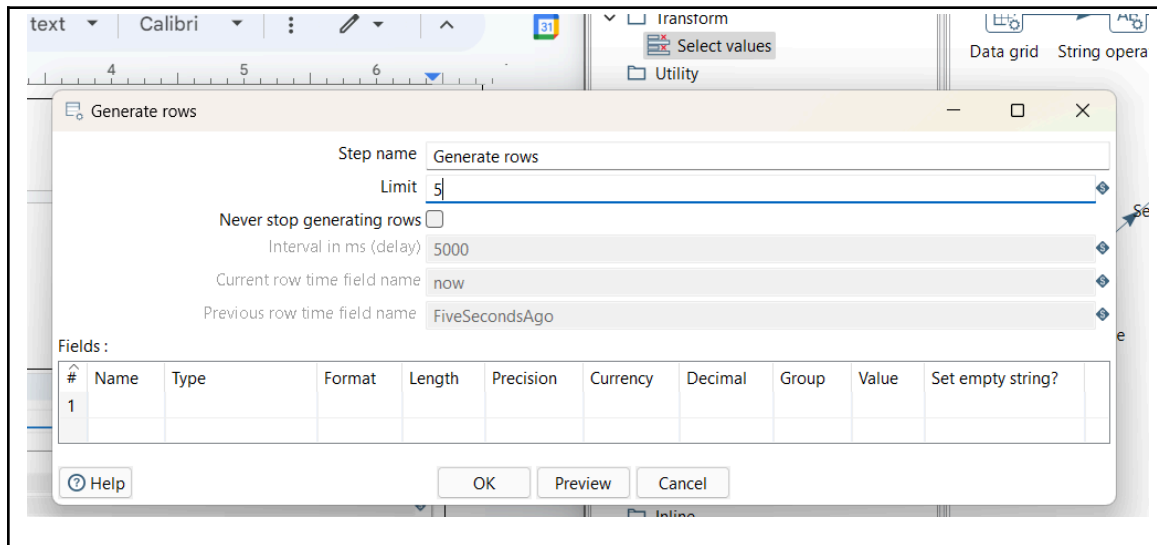 text Calibri 31
Transform
Select values
Utility
Data grid String opera
4 5 6
Generate rows
Step name Generate rows
Limit 5
Never stop generating rows
Interval in ms (delay) 5000
Current row time field name now
Previous row time field name FiveSecondsAgo
Se
e
Fields :
# Name Type Format Length Precision Currency Decimal Group Value Set empty string?
1
Help OK Preview Cancel
Inline